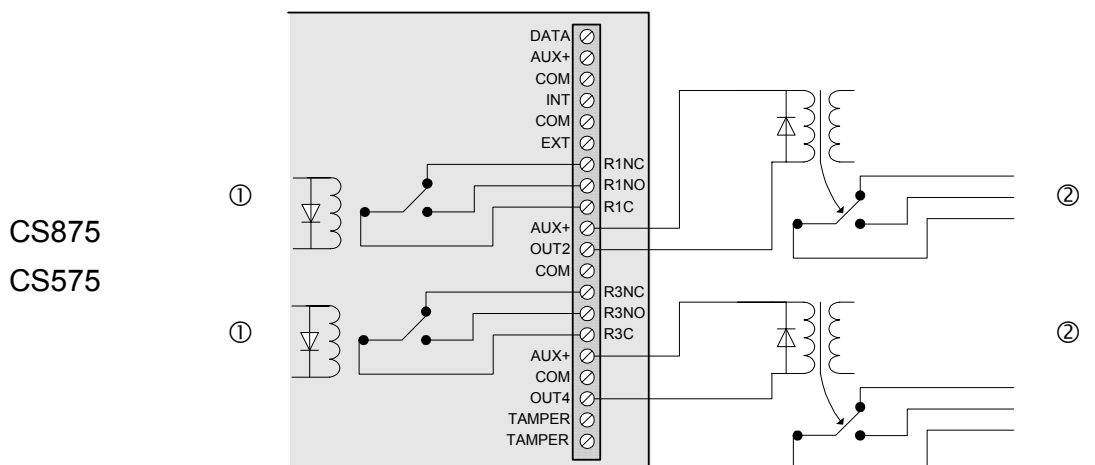 DATA
AUX+
COM
INT
COM
EXT
R1NC
① R1NO ②
R1C
CS875
AUX+
OUT2
CS575
COM
R3NC
R3NO
① R3C ②
AUX+
COM
OUT4
TAMPER
TAMPER